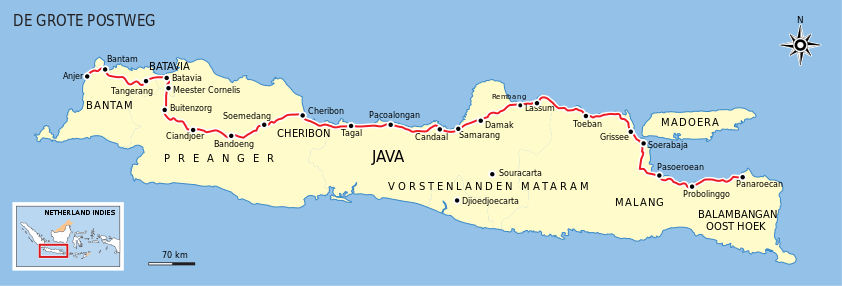 DE GROTE POSTWEG
N
Bantam
BATAVIA
Anjer
Batavia
Tangerang
Meester Cornelis
BANTAM
Buitenzorg
Soemedang
Cheribon
Rembang
Lassum
Ciandjoer
Bandoeng
CHERIBON
Tagal
Pacoalongan
Candaal
Samarang
Damak
Toeban
MADOERA
Grissee
Soerabaja
PREANGER
JAVA
Souracarta
Pasoeroean
VORSTENLANDEN MATARAM
Probolinggo
Panaroecan
Djioedjoecarta
MALANG
BALAMBANGAN
OOST HOEK
NETHERLAND INDIES
70 km